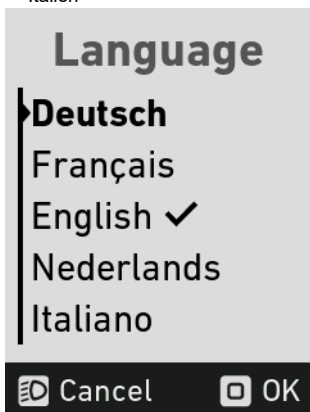 Language
Deutsch
Français
English ✓
Nederlands
Italiano
Cancel OK